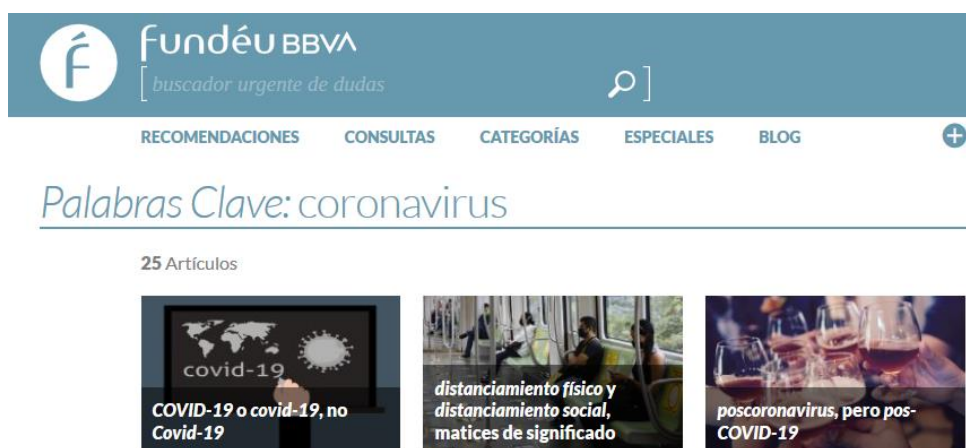 É
Fundéu BBVA
[ buscador urgente de dudas ]
RECOMENDACIONES CONSULTAS CATEGORÍAS ESPECIALES BLOG
Palabras Clave: coronavirus
25 Artículos
covid-19
COVID-19 o covid-19, no
Covid-19
distanciamiento físico y
distanciamiento social,
matices de significado
poscoronavirus, pero pos-
COVID-19